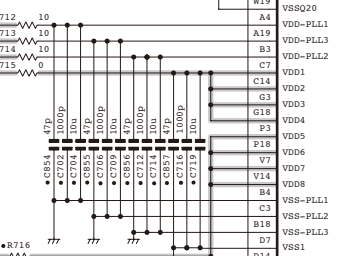 W19 VSSQ20
A4 VDD-PLL1
712 10
A19 VDD-PLL3
713 10
B3 VDD-PLL2
714 10
C7 VDD1
715 0
C14 VDD2
G3 VDD3
G18 VDD4
P3 VDD5
P18 VDD6
V7 VDD7
V14 VDD8
B4 VSS-PLL1
C3 VSS-PLL2
B18 VSS-PLL3
D7 VSS1
D14
47p 1000p 10u 47p 1000p 10u 47p 1000p 10u 47p 1000p 10u
C854 C702 C704 C855 C706 C709 C856 C712 C714 C857 C716 C719
R716